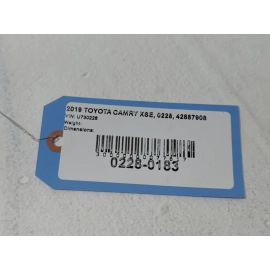 2019 TOYOTA CAMRY XSE, 0228, 42887908
VIN: U730228
Weight:
Dimensions:
0228-0183